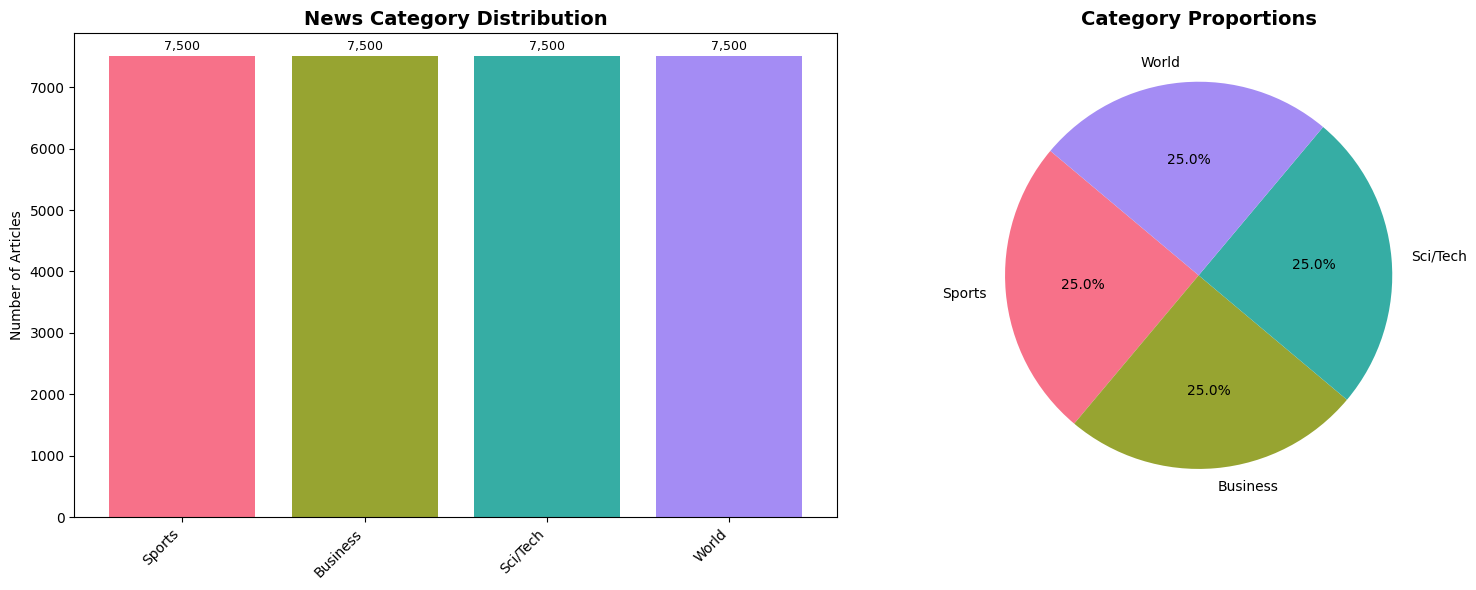 News Category Distribution
7,500 7,500 7,500 7,500
Number of Articles
7000
6000
5000
4000
3000
2000
1000
0
Sports Business Sci/Tech World
Category Proportions
World
25.0%
Sci/Tech
25.0%
Sports
25.0%
25.0%
Business